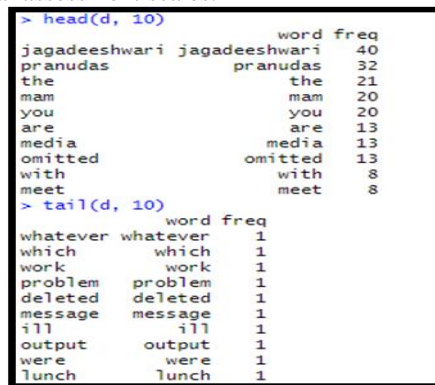 > head(d, 10)
word freq
jagadeeshwari jagadeeshwari 40
pranudas pranudas 32
the the 21
mam mam 20
you you 20
are are 13
media media 13
omitted omitted 13
with with 8
meet meet 8
> tail(d, 10)
word freq
whatever whatever 1
which which 1
work work 1
problem problem 1
deleted deleted 1
message message 1
ill ill 1
output output 1
were were 1
lunch lunch 1